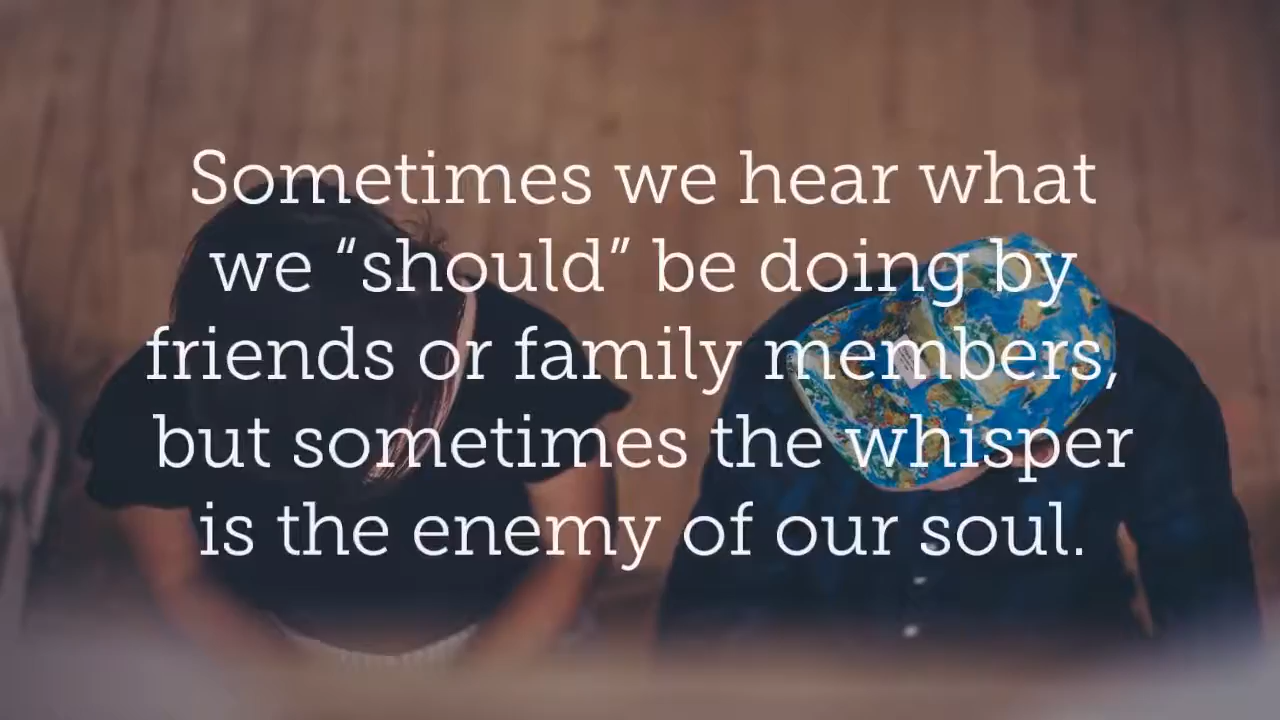 Sometimes we hear what
we “should” be doing by
friends or family members,
but sometimes the whisper
is the enemy of our soul.